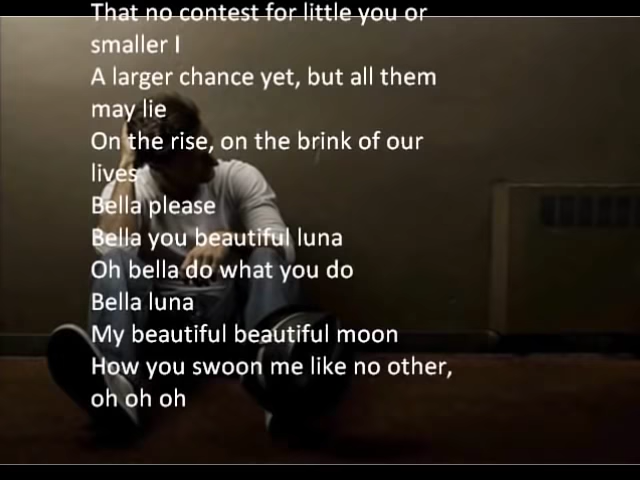 That no contest for little you or
smaller I
A larger chance yet, but all them
may lie
On the rise, on the brink of our
lives
Bella please
Bella you beautiful luna
Oh bella do what you do
Bella luna
My beautiful beautiful moon
How you swoon me like no other,
oh oh oh